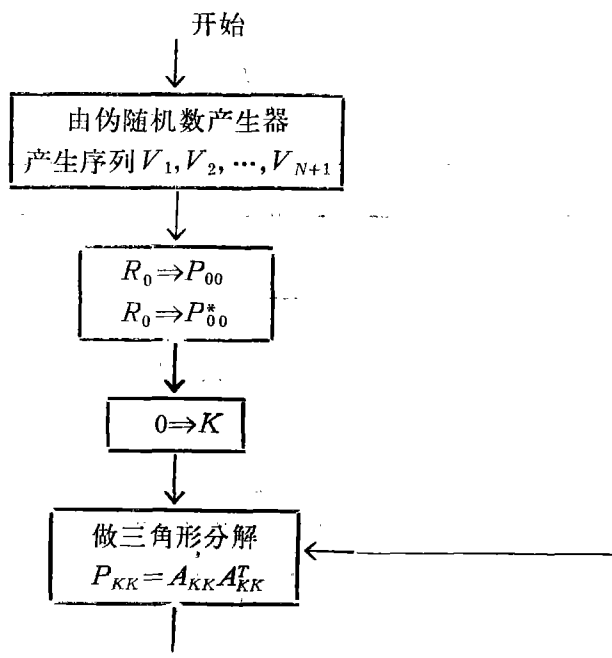 开始
由伪随机数产生器
产生序列 V₁, V₂, ⋯, V_{N+1}
R₀⇒P₀₀
R₀⇒P*₀₀
0⇒K
做三角形分解
P_{KK}=A_{KK}A^T_{KK}